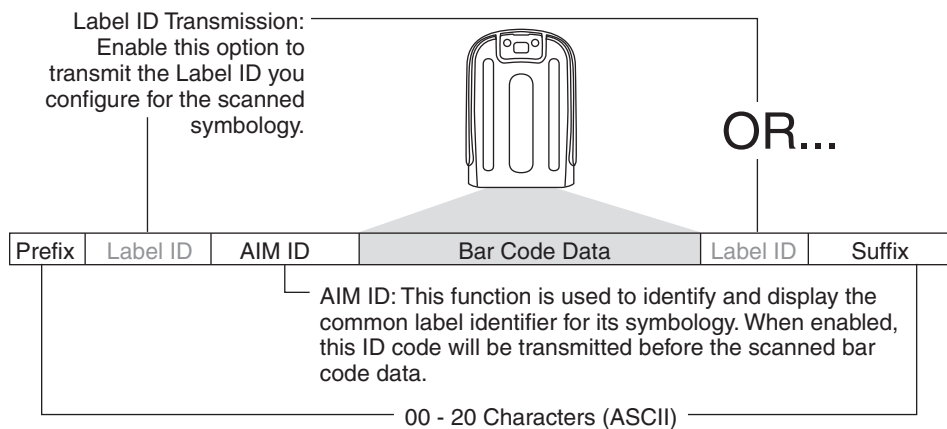 Label ID Transmission:
Enable this option to
transmit the Label ID you
configure for the scanned
symbology.
OR...
Prefix Label ID AIM ID Bar Code Data Label ID Suffix
AIM ID: This function is used to identify and display the
common label identifier for its symbology. When enabled,
this ID code will be transmitted before the scanned bar
code data.
00 - 20 Characters (ASCII)